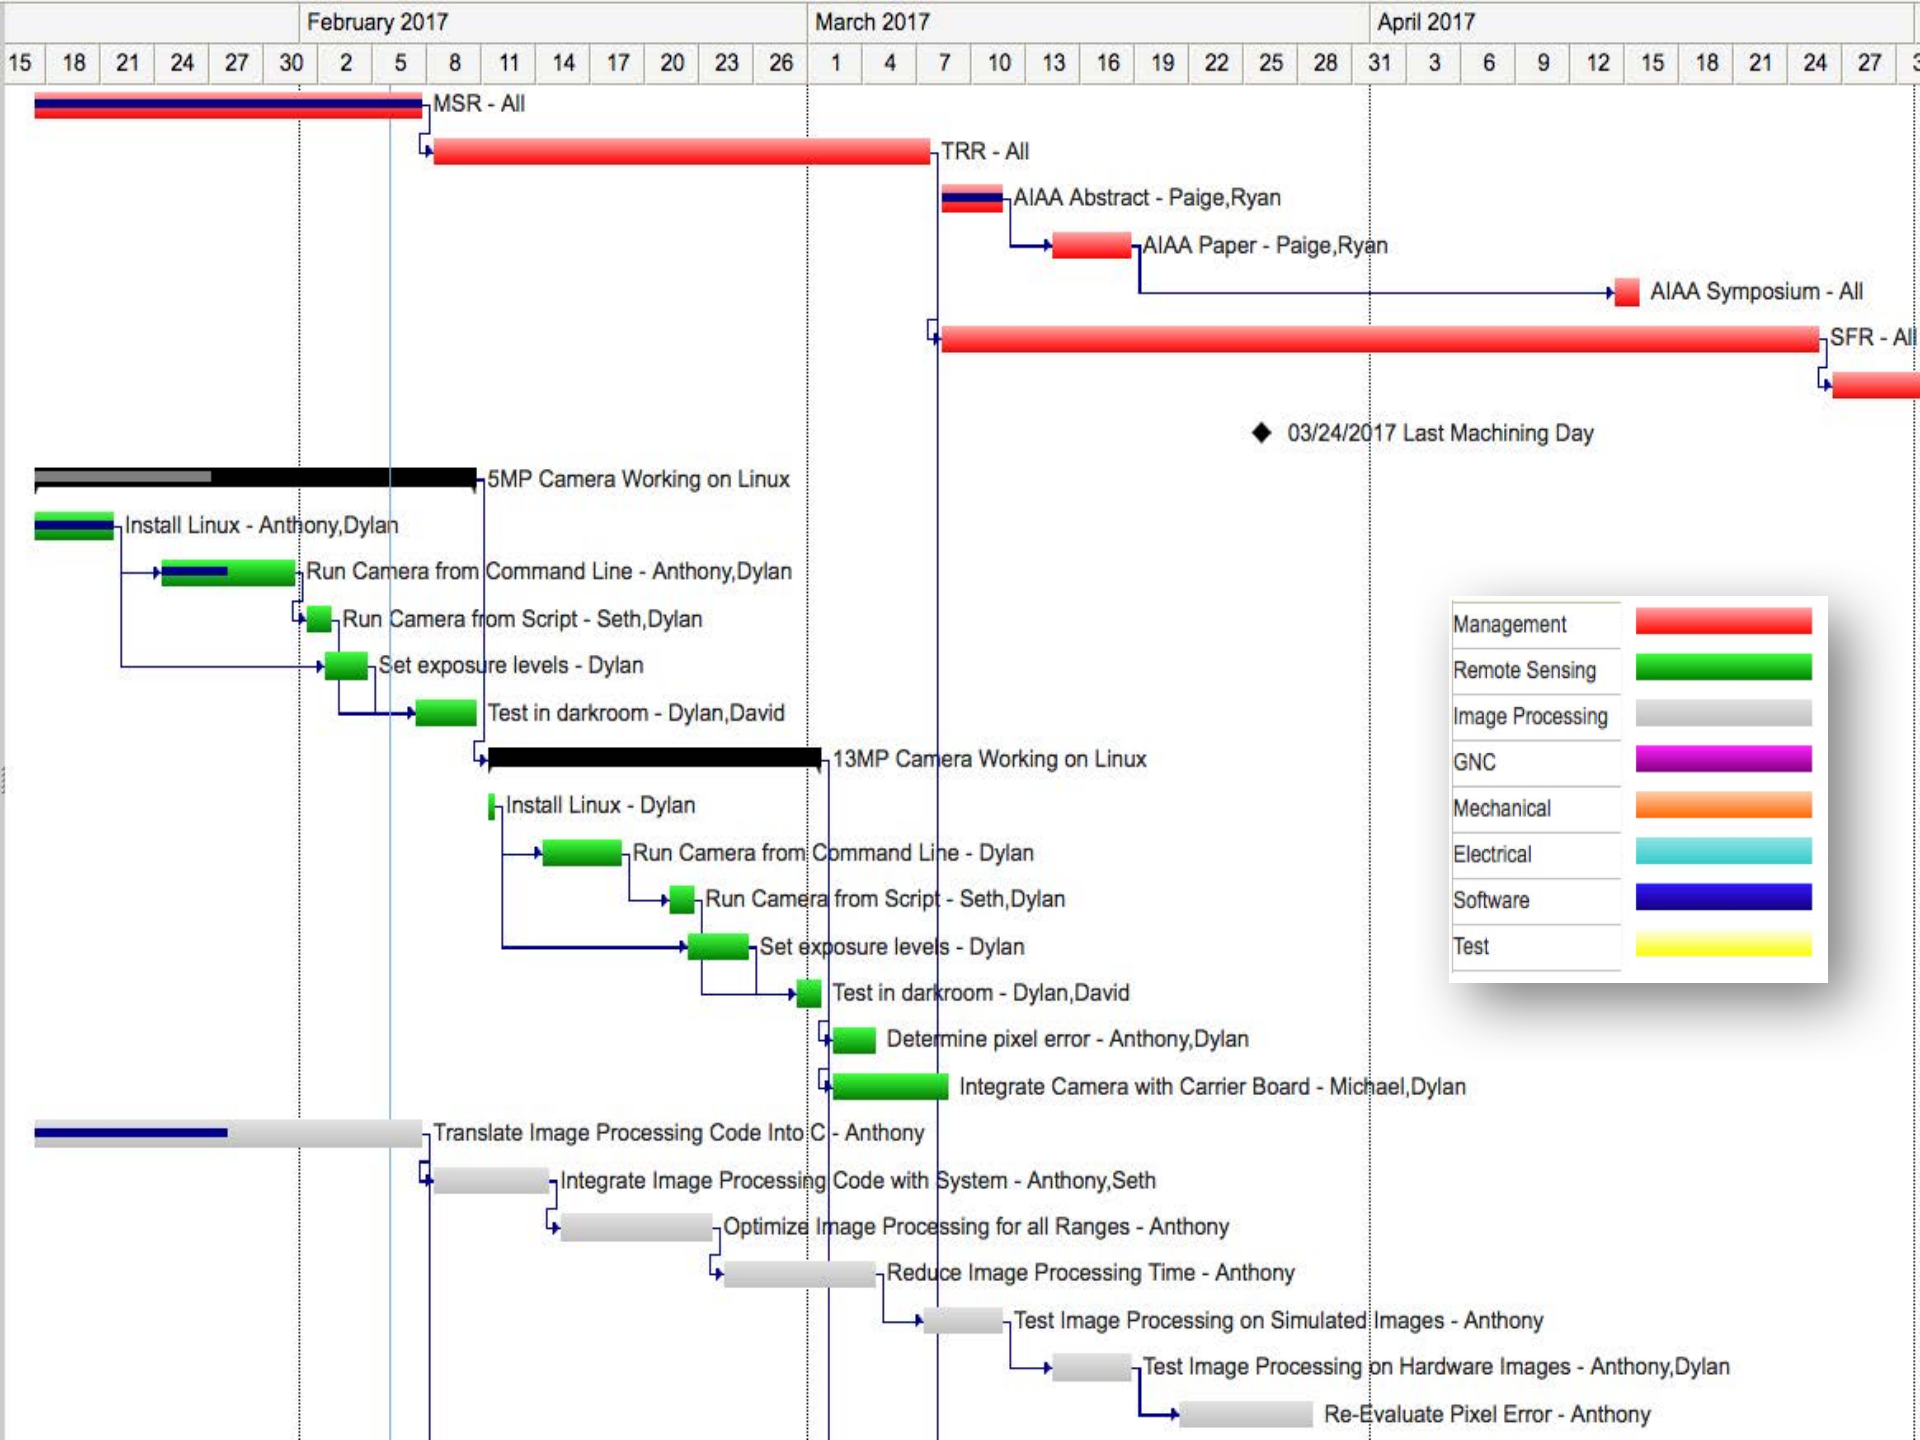 February 2017 March 2017 April 2017
15 18 21 24 27 30 2 5 8 11 14 17 20 23 26 1 4 7 10 13 16 19 22 25 28 31 3 6 9 12 15 18 21 24 27
MSR - All
TRR - All
AIAA Abstract - Paige,Ryan
AIAA Paper - Paige,Ryan
AIAA Symposium - All
SFR - All
03/24/2017 Last Machining Day
5MP Camera Working on Linux
Install Linux - Anthony,Dylan
Run Camera from Command Line - Anthony,Dylan
Run Camera from Script - Seth,Dylan
Set exposure levels - Dylan
Test in darkroom - Dylan,David
13MP Camera Working on Linux
Install Linux - Dylan
Run Camera from Command Line - Dylan
Run Camera from Script - Seth,Dylan
Set exposure levels - Dylan
Test in darkroom - Dylan,David
Determine pixel error - Anthony,Dylan
Integrate Camera with Carrier Board - Michael,Dylan
Translate Image Processing Code Into C - Anthony
Integrate Image Processing Code with System - Anthony,Seth
Optimize Image Processing for all Ranges - Anthony
Reduce Image Processing Time - Anthony
Test Image Processing on Simulated Images - Anthony
Test Image Processing on Hardware Images - Anthony,Dylan
Re-Evaluate Pixel Error - Anthony
Management
Remote Sensing
Image Processing
GNC
Mechanical
Electrical
Software
Test